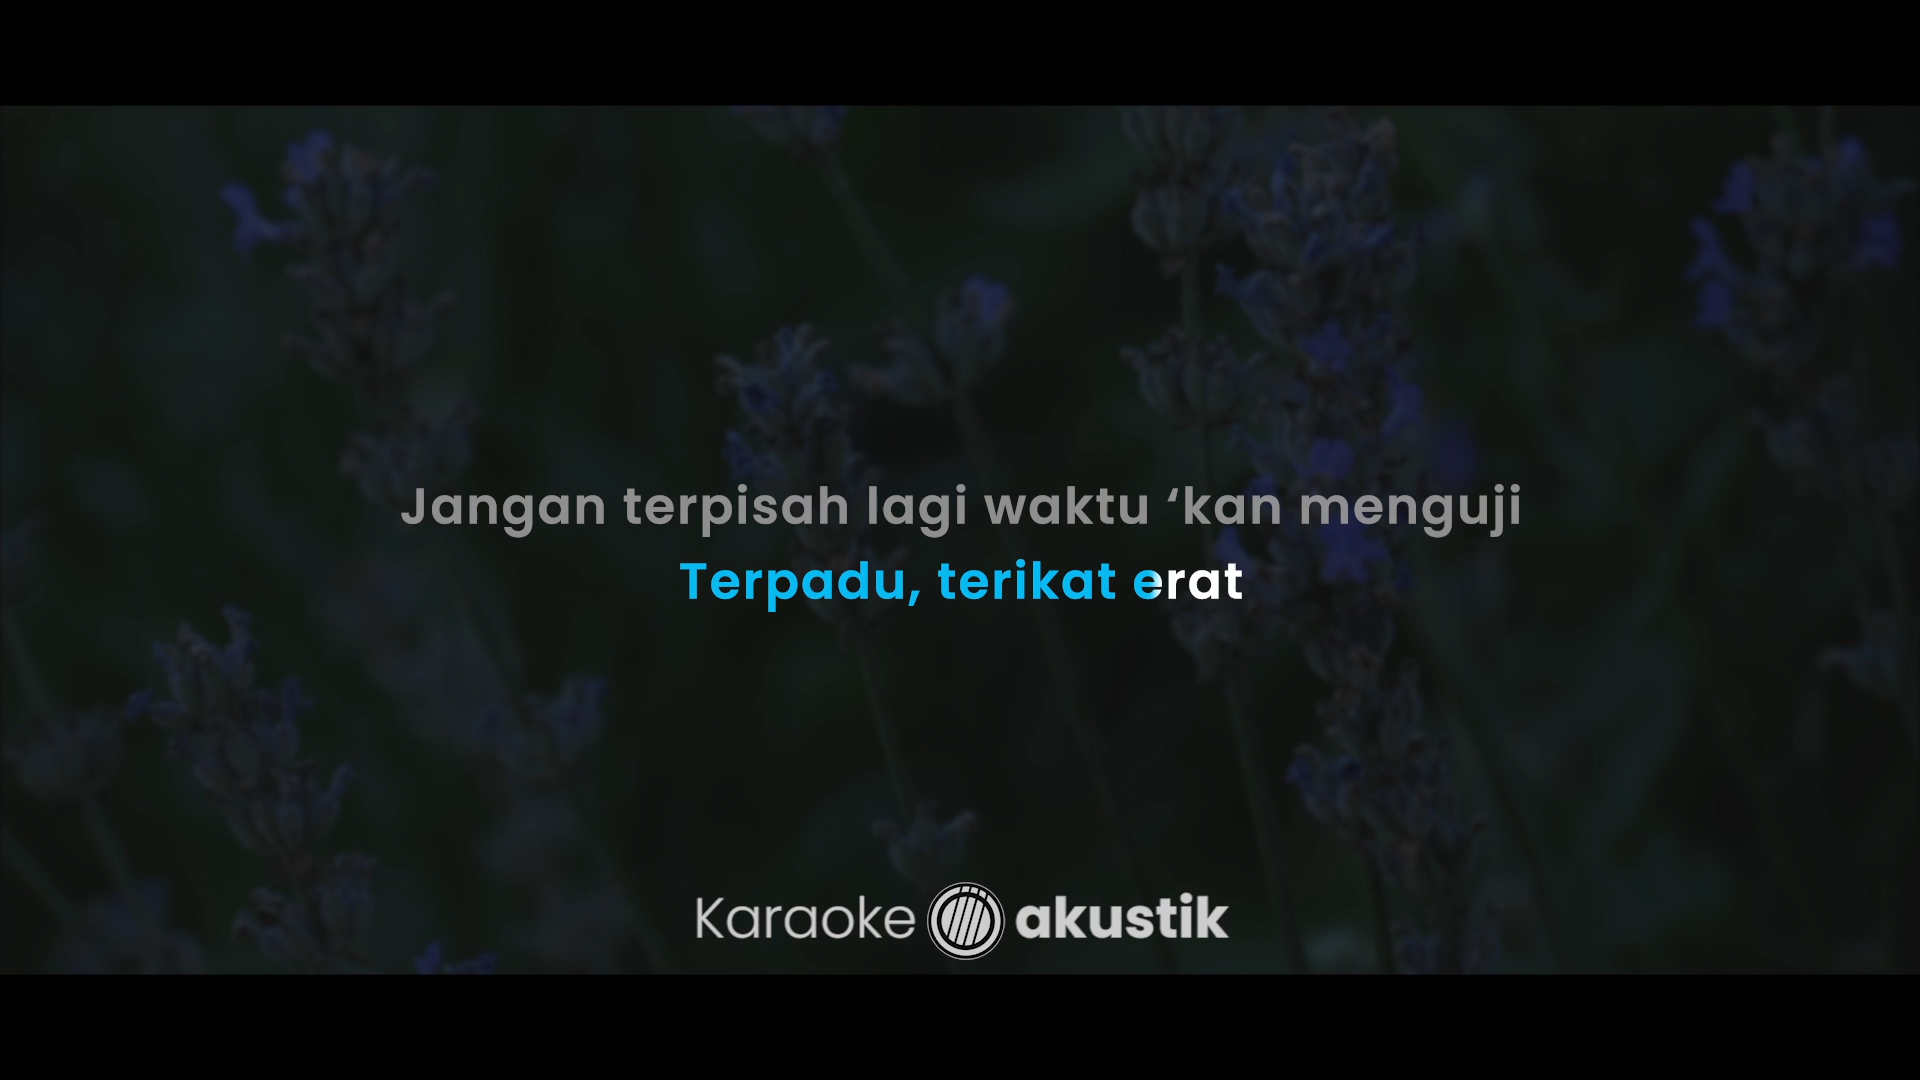 Jangan terpisah lagi waktu ‘kan menguji
Terpadu, terikat erat
Karaoke akustik